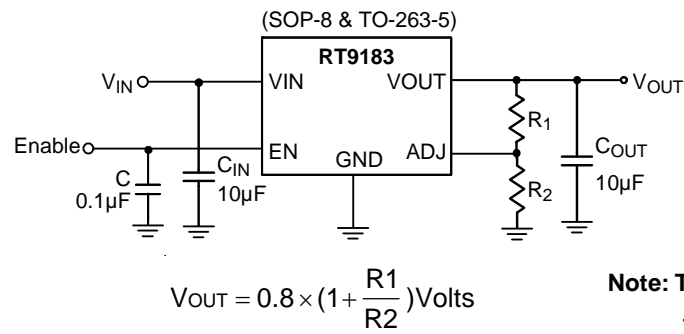 (SOP-8 & TO-263-5)
RT9183
VIN
VIN
VOUT
VOUT
R1
Enable
EN
GND
ADJ
COUT
10µF
C
0.1µF
CIN
10µF
R2
VOUT = 0.8 × (1+ R1/R2 )Volts
Note: T